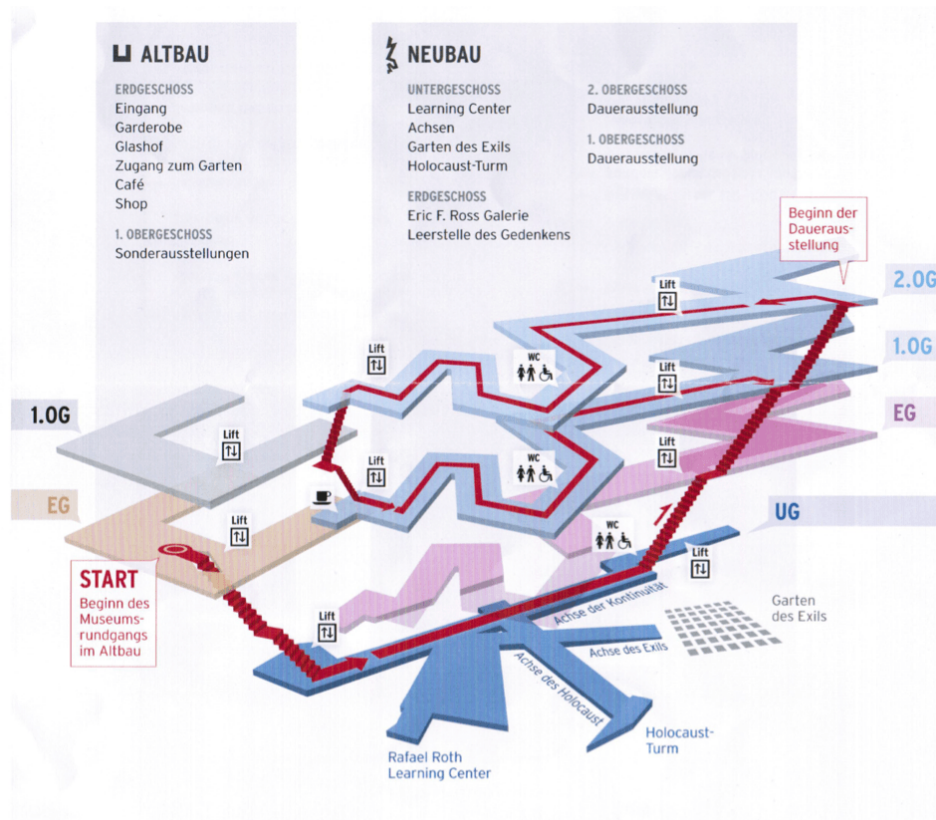 ALTBAU
ERDGESCHOSS
Eingang
Garderobe
Glashof
Zugang zum Garten
Café
Shop
1. OBERGESCHOSS
Sonderausstellungen
NEUBAU
UNTERGESCHOSS
Learning Center
Achsen
Garten des Exils
Holocaust-Turm
ERDGESCHOSS
Eric F. Ross Galerie
Leerstelle des Gedenkens
2. OBERGESCHOSS
Dauerausstellung
1. OBERGESCHOSS
Dauerausstellung
Beginn der
Daueraus-
stellung
2.OG
Lift
1.OG
Lift
WC
Lift
EG
1.OG
Lift
Lift
WC
Lift
EG
Lift
UG
WC
Lift
START
Beginn des
Museums-
rundgangs
im Altbau
Lift
Achse der Kontinuität
Garten
des Exils
Achse des Exils
Achse des Holocaust
Holocaust-
Turm
Rafael Roth
Learning Center